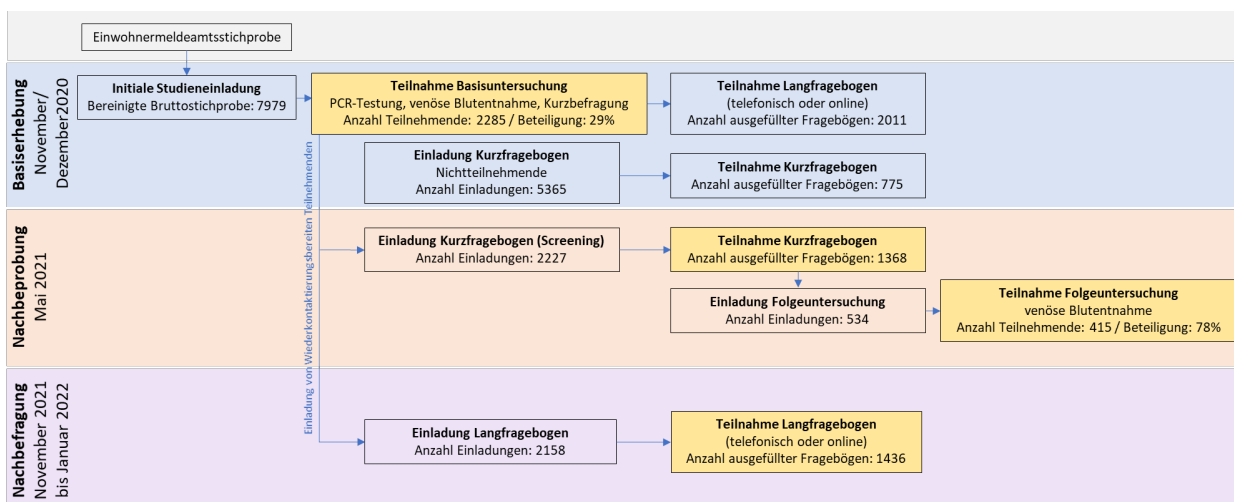 Einwohnermeldeamtsstichprobe
Basiserhebung
November/
Dezember2020
Initiale Studieneinladung
Bereinigte Bruttostichprobe: 7979
Teilnahme Basisuntersuchung
PCR-Testung, venöse Blutentnahme, Kurzbefragung
Anzahl Teilnehmende: 2285 / Beteiligung: 29%
Teilnahme Langfragebogen
(telefonisch oder online)
Anzahl ausgefüllter Fragebögen: 2011
Einladung Kurzfragebogen
Nichtteilnehmende
Anzahl Einladungen: 5365
Teilnahme Kurzfragebogen
Anzahl ausgefüllter Fragebögen: 775
Einladung von Wiederkontaktierungsbereiten Teilnehmenden
Nachbeprobung
Mai 2021
Einladung Kurzfragebogen (Screening)
Anzahl Einladungen: 2227
Teilnahme Kurzfragebogen
Anzahl ausgefüllter Fragebögen: 1368
Einladung Folgeuntersuchung
Anzahl Einladungen: 534
Teilnahme Folgeuntersuchung
venöse Blutentnahme
Anzahl Teilnehmende: 415 / Beteiligung: 78%
Nachbefragung
November 2021
bis Januar 2022
Einladung Langfragebogen
Anzahl Einladungen: 2158
Teilnahme Langfragebogen
(telefonisch oder online)
Anzahl ausgefüllter Fragebögen: 1436